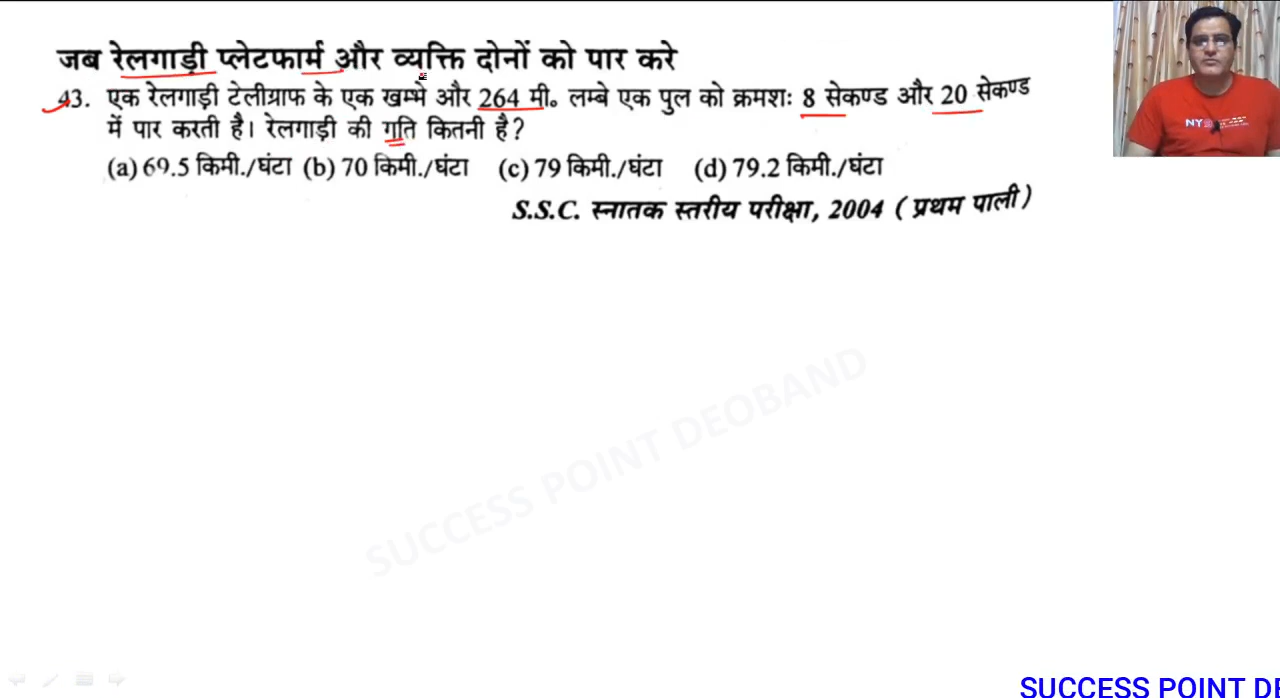 जब रेलगाड़ी प्लेटफार्म और व्यक्ति दोनों को पार करे
43. एक रेलगाड़ी टेलीग्राफ के एक खम्भे और 264 मी० लम्बे एक पुल को क्रमशः 8 सेकण्ड और 20 सेकण्ड
में पार करती है। रेलगाड़ी की गति कितनी है?
(a) 69.5 किमी./घंटा (b) 70 किमी./घंटा (c) 79 किमी./घंटा (d) 79.2 किमी./घंटा
S.S.C. स्नातक स्तरीय परीक्षा, 2004 ( प्रथम पाली )
SUCCESS POINT DEOBAND
SUCCESS POINT DE